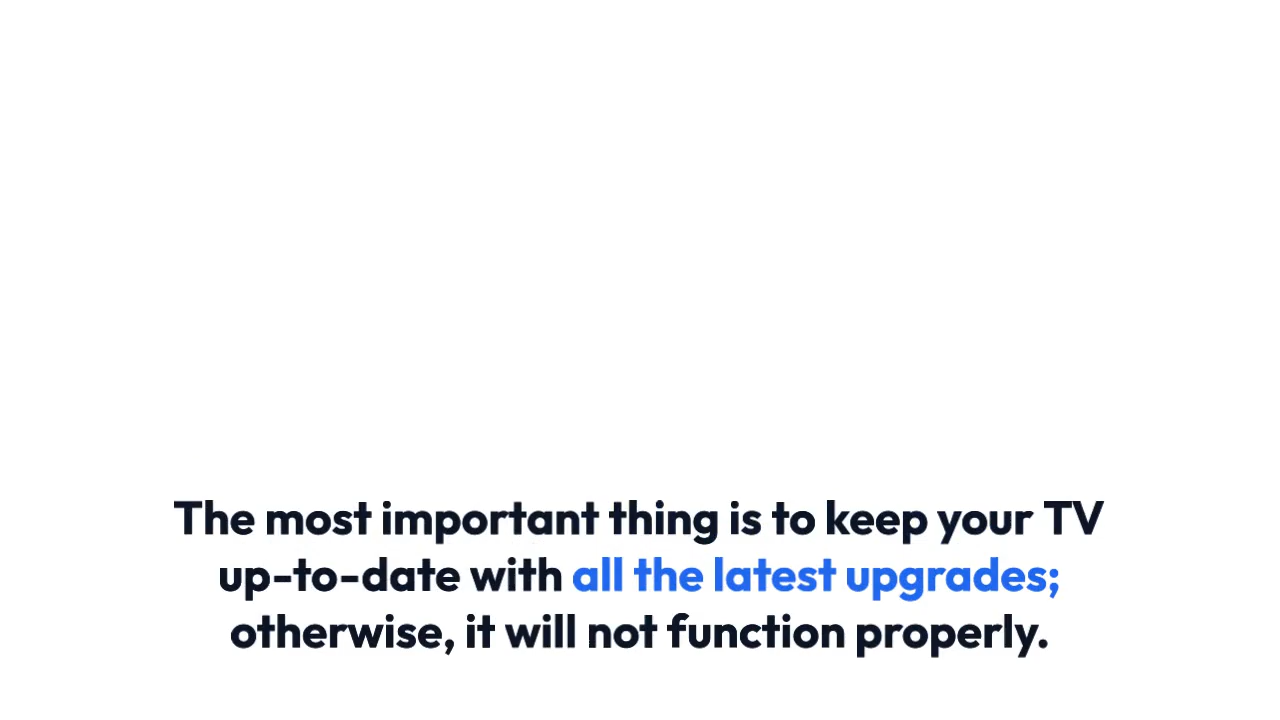 The most important thing is to keep your TV
up-to-date with all the latest upgrades;
otherwise, it will not function properly.